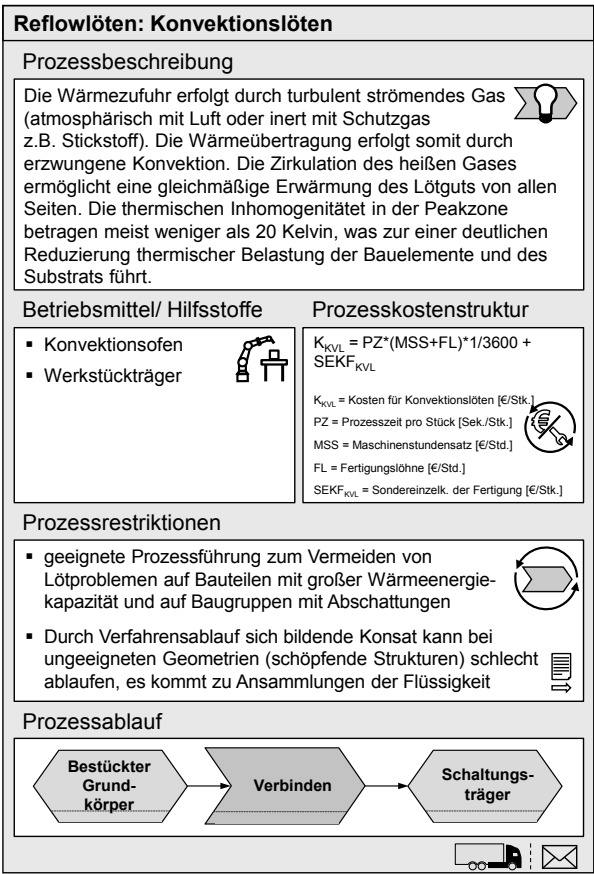 Reflowlöten: Konvektionslöten
Prozessbeschreibung
Die Wärmezufuhr erfolgt durch turbulent strömendes Gas
(atmosphärisch mit Luft oder inert mit Schutzgas
z.B. Stickstoff). Die Wärmeübertragung erfolgt somit durch
erzwungene Konvektion. Die Zirkulation des heißen Gases
ermöglicht eine gleichmäßige Erwärmung des Lötguts von allen
Seiten. Die thermischen Inhomogenitätet in der Peakzone
betragen meist weniger als 20 Kelvin, was zur einer deutlichen
Reduzierung thermischer Belastung der Bauelemente und des
Substrats führt.
Betriebsmittel/ Hilfsstoffe
▪ Konvektionsofen
▪ Werkstückträger
Prozesskostenstruktur
K_KVL = PZ*(MSS+FL)*1/3600 +
SEKF_KVL
K_KVL = Kosten für Konvektionslöten [€/Stk.]
PZ = Prozesszeit pro Stück [Sek./Stk.]
MSS = Maschinenstundensatz [€/Std.]
FL = Fertigungslöhne [€/Std.]
SEKF_KVL = Sondereinzelk. der Fertigung [€/Stk.]
Prozessrestriktionen
▪ geeignete Prozessführung zum Vermeiden von
Lötproblemen auf Bauteilen mit großer Wärmeenergie-
kapazität und auf Baugruppen mit Abschattungen
▪ Durch Verfahrensablauf sich bildende Konsat kann bei
ungeeigneten Geometrien (schöpfende Strukturen) schlecht
ablaufen, es kommt zu Ansammlungen der Flüssigkeit
Prozessablauf
Bestückter
Grund-
körper
Verbinden
Schaltungs-
träger